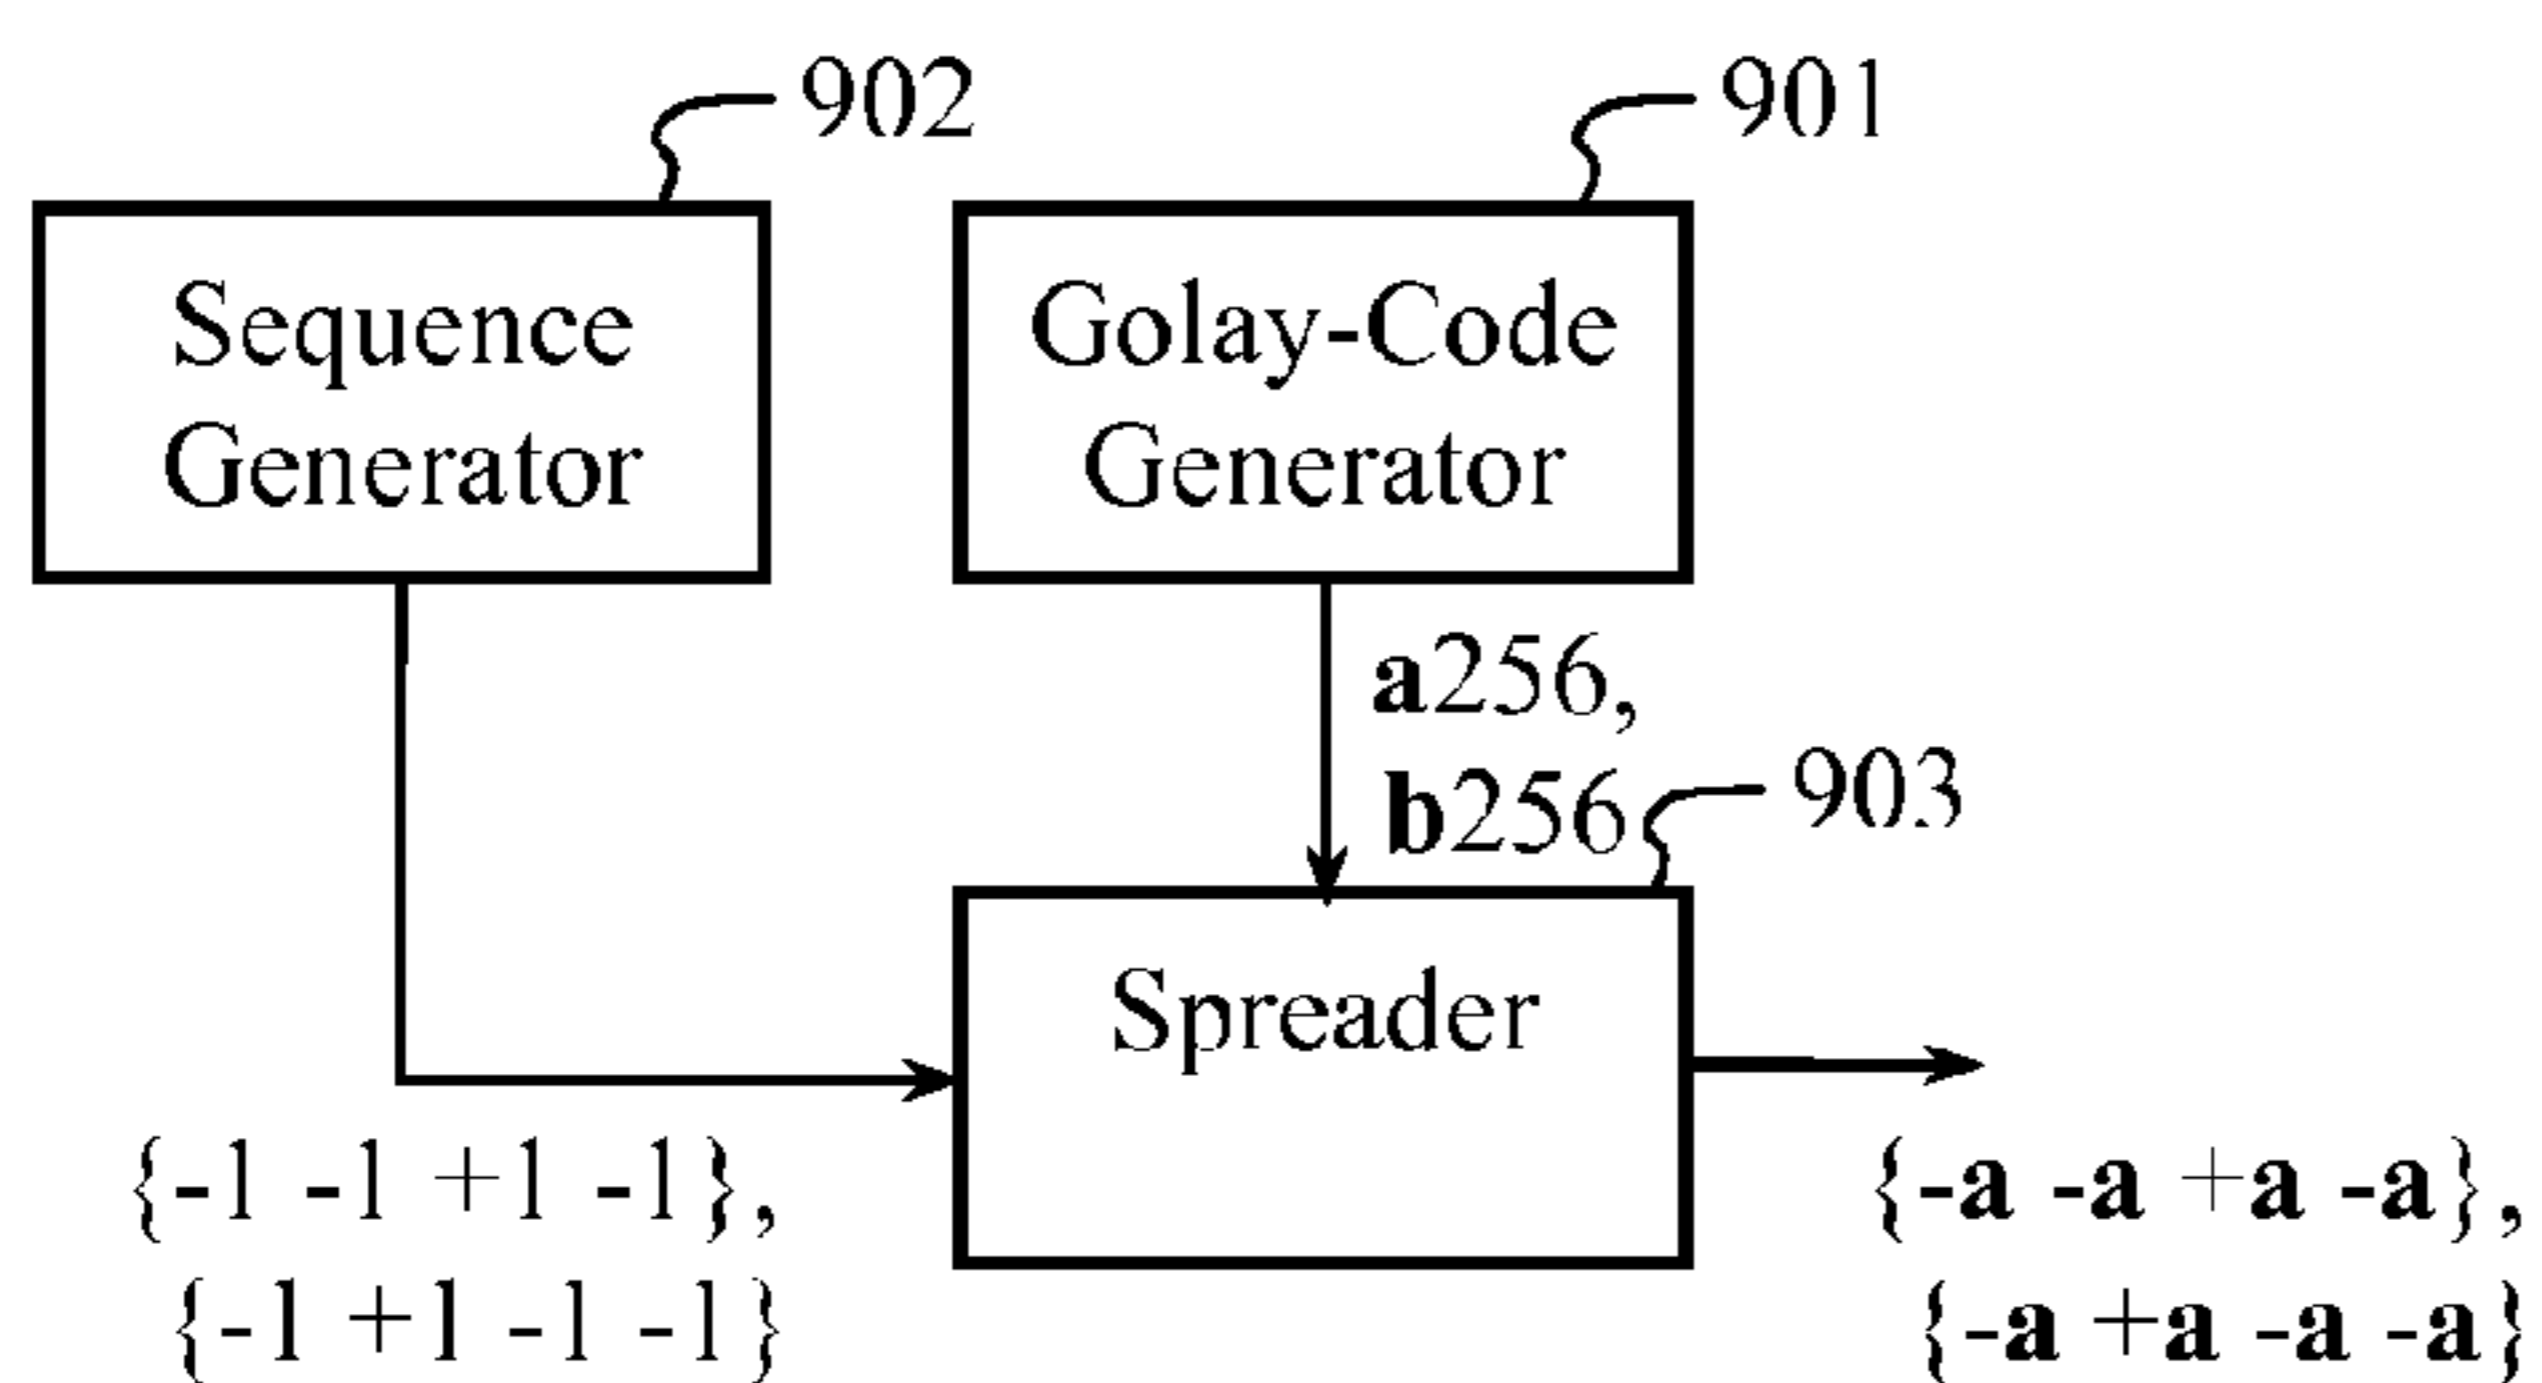 902
901
Sequence
Generator
Golay-Code
Generator
a256,
b256
903
Spreader
{-1 -1 +1 -1},
{-1 +1 -1 -1}
{-a -a +a -a},
{-a +a -a -a}